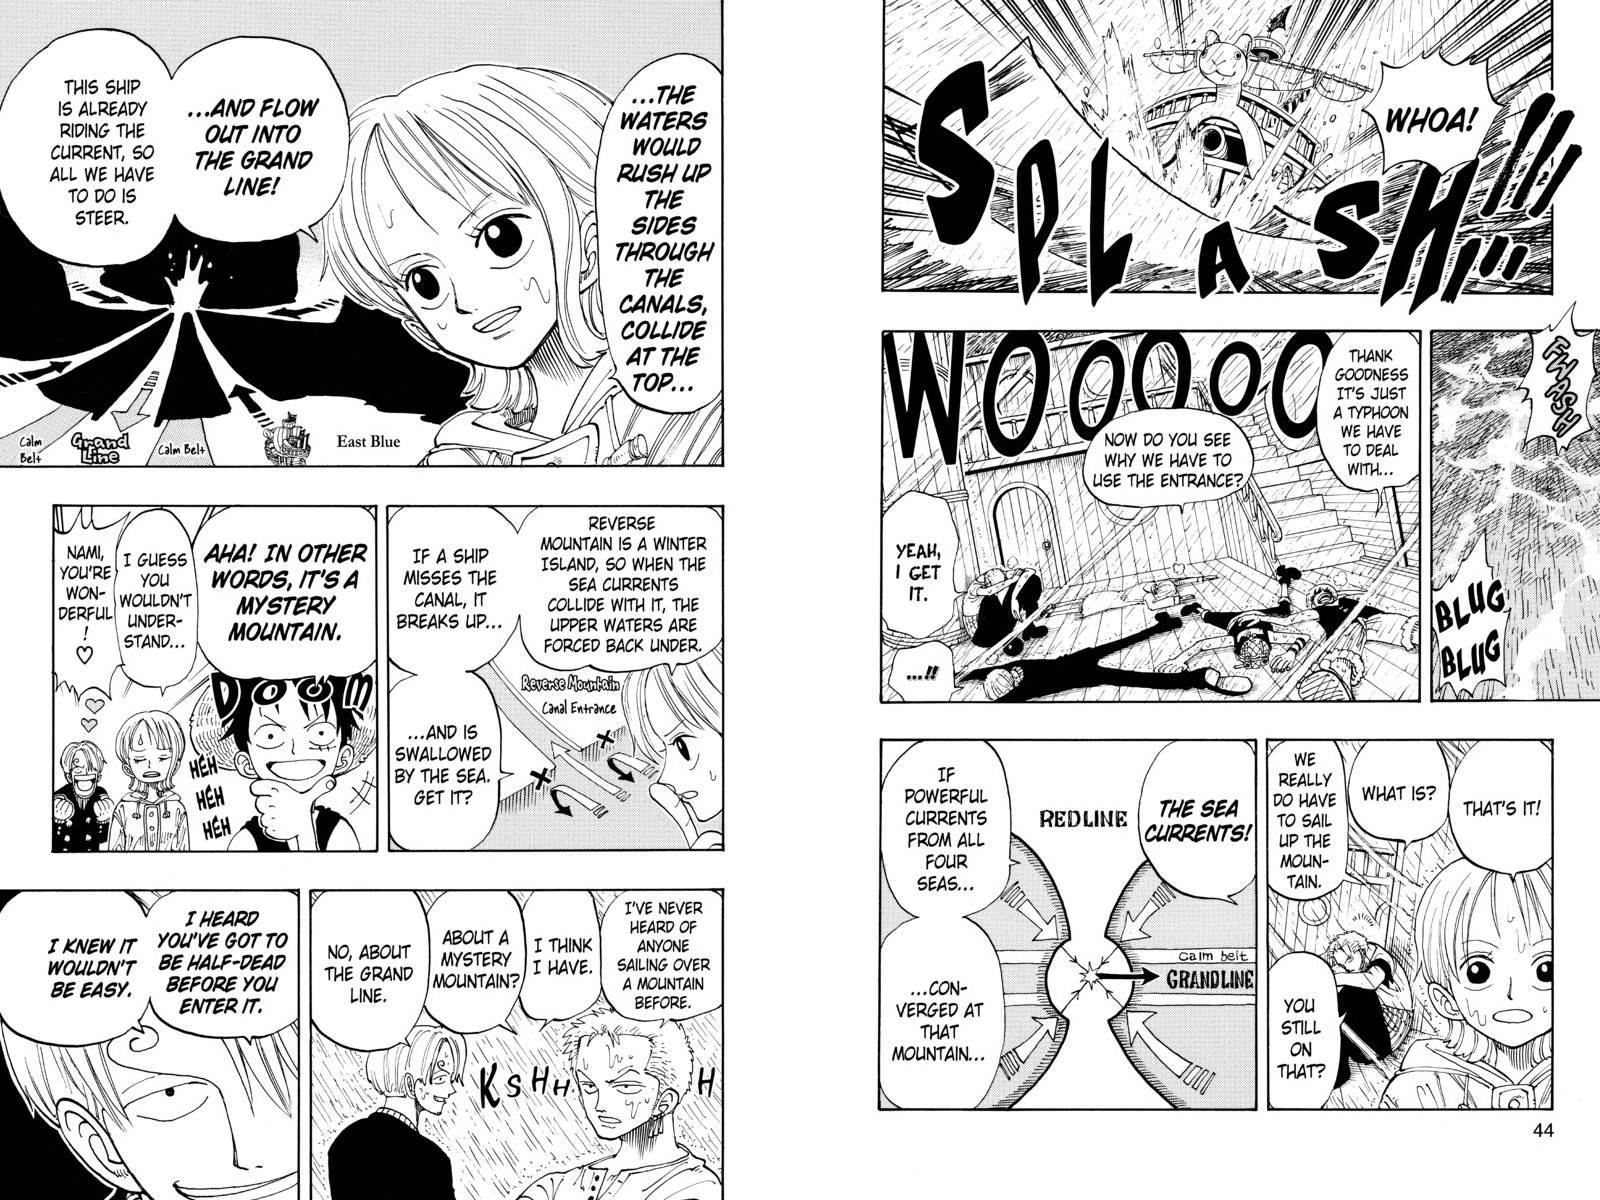 WHOA!
SPLASH!!!
FWASH
BLUG
BLUG
THANK
GOODNESS
IT'S JUST
A TYPHOON
WE HAVE
TO DEAL
WITH...
WOOOOO
NOW DO YOU SEE
WHY WE HAVE TO
USE THE ENTRANCE?
YEAH,
I GET
IT.
...!!
THAT'S IT!
WHAT IS?
WE
REALLY
DO HAVE
TO SAIL
UP THE
MOUN-
TAIN.
YOU
STILL
ON
THAT?
THE SEA
CURRENTS!
RED LINE
IF
POWERFUL
CURRENTS
FROM ALL
FOUR
SEAS...
Calm belt
GRANDLINE
...CON-
VERGED AT
THAT
MOUNTAIN...
44
...THE
WATERS
WOULD
RUSH UP
THE
SIDES
THROUGH
THE
CANALS,
COLLIDE
AT THE
TOP...
...AND FLOW
OUT INTO
THE GRAND
LINE!
THIS SHIP
IS ALREADY
RIDING THE
CURRENT, SO
ALL WE HAVE
TO DO IS
STEER.
Calm
Belt
Grand
Line
Calm Belt
East Blue
REVERSE
MOUNTAIN IS A WINTER
ISLAND, SO WHEN THE
SEA CURRENTS
COLLIDE WITH IT, THE
UPPER WATERS ARE
FORCED BACK UNDER.
IF A SHIP
MISSES THE
CANAL, IT
BREAKS UP...
Reverse Mountain
Canal Entrance
...AND IS
SWALLOWED
BY THE SEA.
GET IT?
AHA! IN OTHER
WORDS, IT'S A
MYSTERY
MOUNTAIN.
DOOM
HEH
HEH
HEH
I GUESS
YOU
WOULDN'T
UNDER-
STAND...
NAMI,
YOU'RE
WON-
DERFUL
!
♡
I'VE NEVER
HEARD OF
ANYONE
SAILING OVER
A MOUNTAIN
BEFORE.
I THINK
I HAVE.
ABOUT A
MYSTERY
MOUNTAIN?
NO, ABOUT
THE GRAND
LINE.
KSHHH
I HEARD
YOU'VE GOT TO
BE HALF-DEAD
BEFORE YOU
ENTER IT.
I KNEW IT
WOULDN'T
BE EASY.